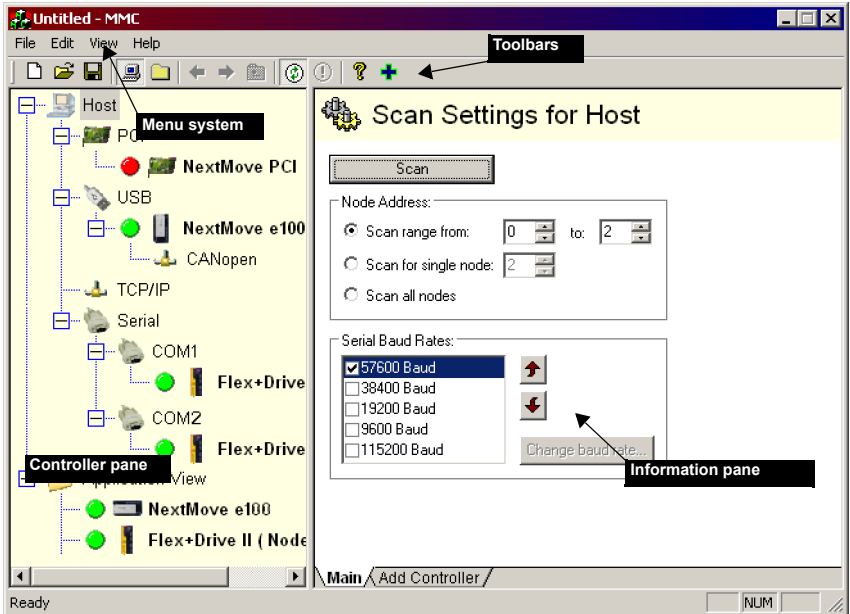 Untitled - MMC
File Edit View Help
Toolbars
Host
Menu system
PCI
NextMove PCI
USB
NextMove e100
CANopen
TCP/IP
Serial
COM1
Flex+Drive
COM2
Flex+Drive
Controller pane
Application View
NextMove e100
Flex+Drive II ( Node
Scan Settings for Host
Scan
Node Address:
Scan range from: 0 to: 2
Scan for single node: 2
Scan all nodes
Serial Baud Rates:
57600 Baud
38400 Baud
19200 Baud
9600 Baud
115200 Baud
Change baud rate...
Information pane
Main Add Controller
Ready NUM